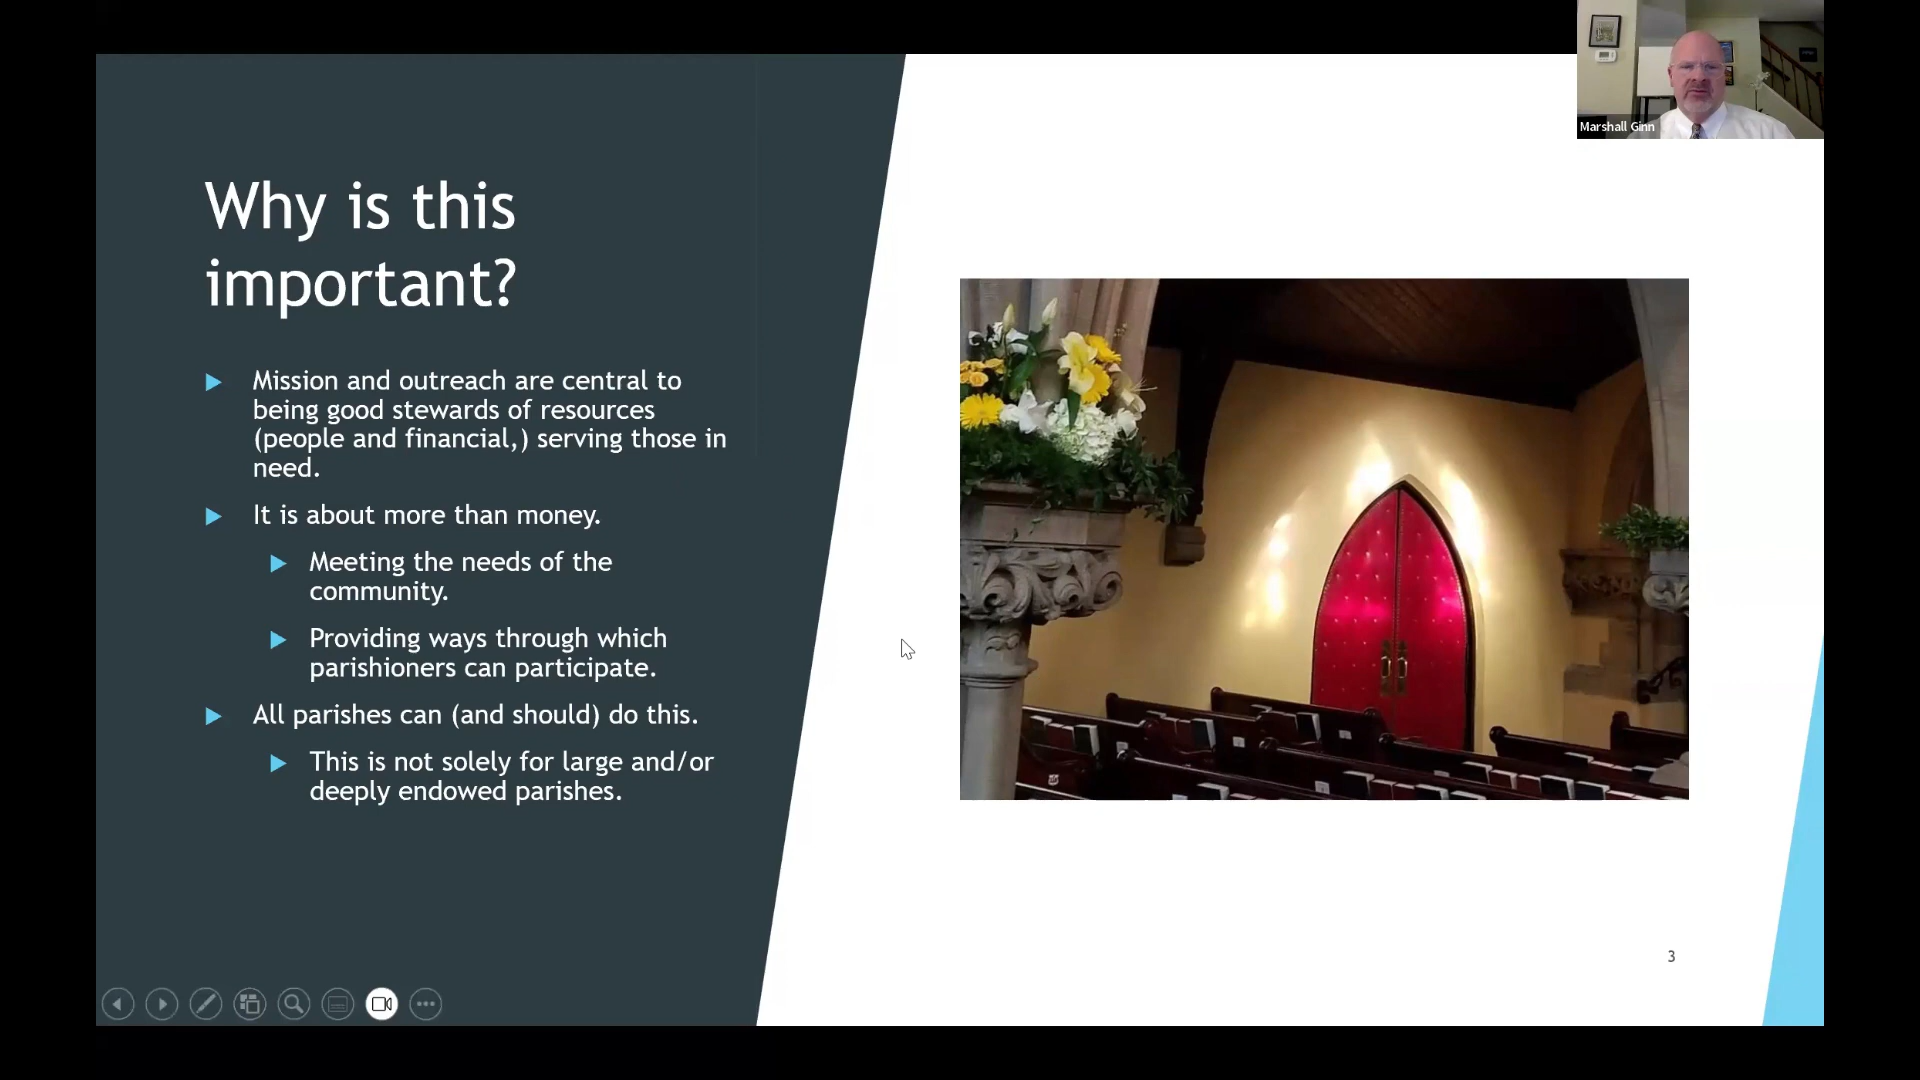 Marshall Ginn
Why is this
important?
Mission and outreach are central to
being good stewards of resources
(people and financial,) serving those in
need.
It is about more than money.
Meeting the needs of the
community.
Providing ways through which
parishioners can participate.
All parishes can (and should) do this.
This is not solely for large and/or
deeply endowed parishes.
3